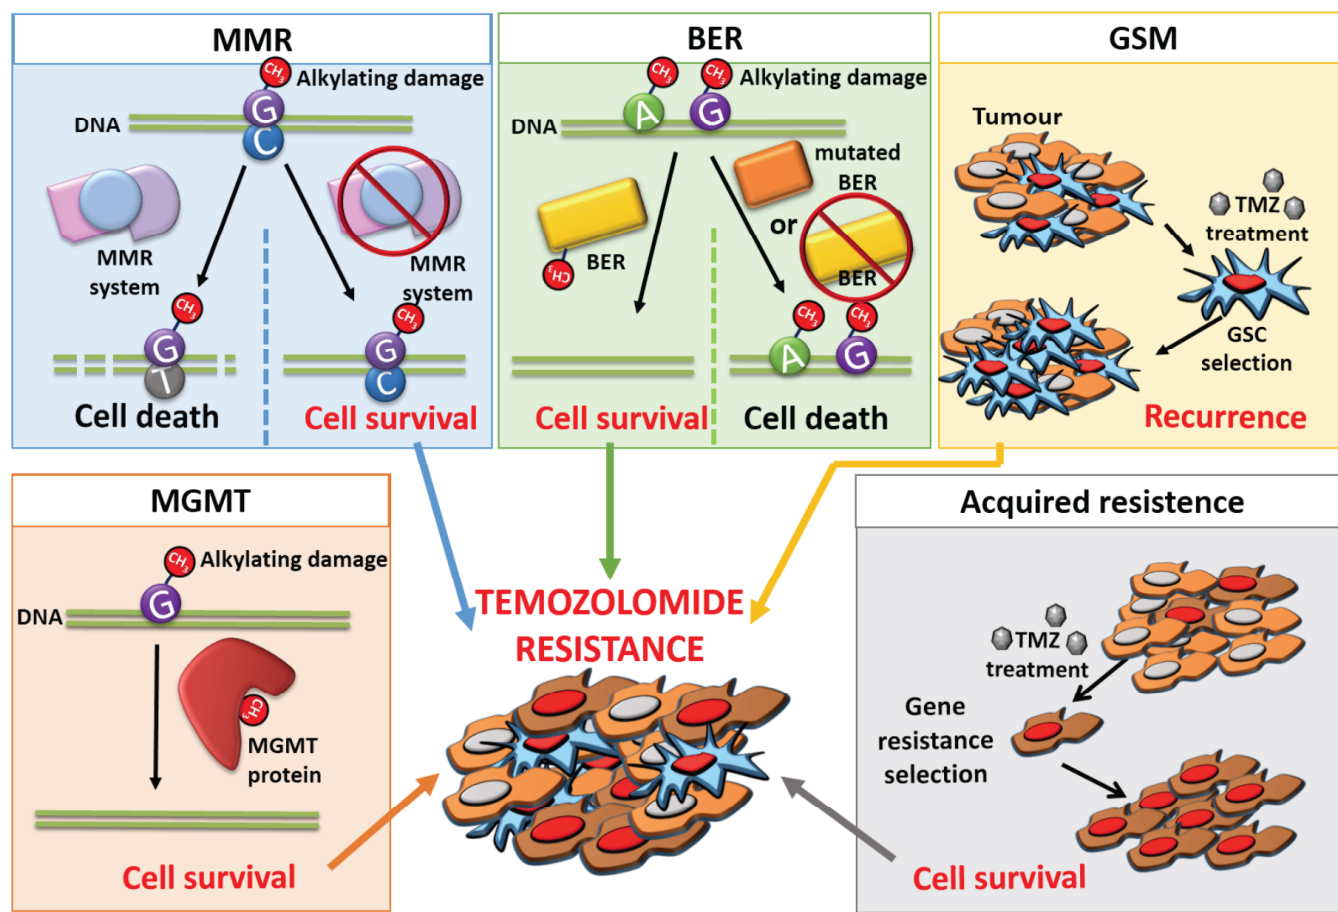 MMR
CH3
Alkylating damage
G
DNA
C
MMR
system
MMR
system
CH3
G
T
CH3
G
C
Cell death
Cell survival
BER
CH3
CH3
Alkylating damage
A
G
DNA
mutated
BER
or
BER
CH3
BER
CH3
CH3
A
G
Cell survival
Cell death
GSM
Tumour
TMZ
treatment
GSC
selection
Recurrence
MGMT
CH3
Alkylating damage
G
DNA
CH3
MGMT
protein
Cell survival
TEMOZOLOMIDE
RESISTANCE
Acquired resistence
TMZ
treatment
Gene
resistance
selection
Cell survival